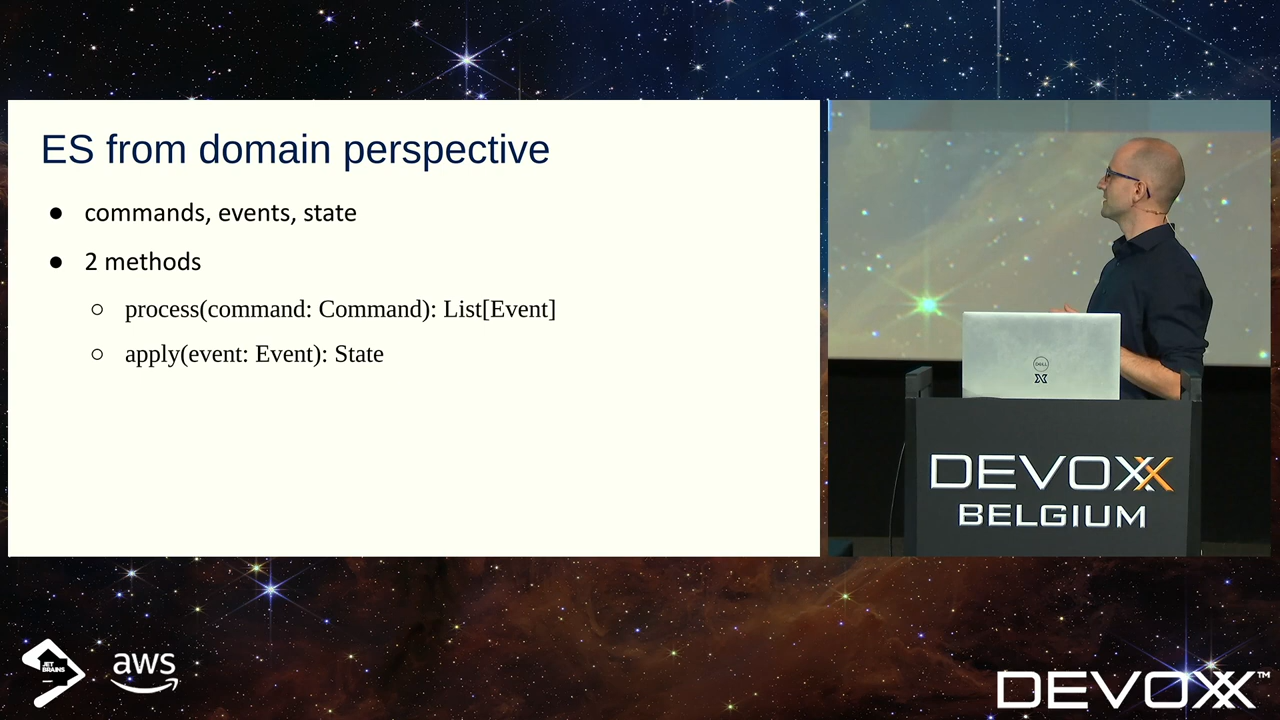 ES from domain perspective
● commands, events, state
● 2 methods
○ process(command: Command): List[Event]
○ apply(event: Event): State
DELL
DEVOXX
BELGIUM
JET
BRAINS
aws
DEVOXX™